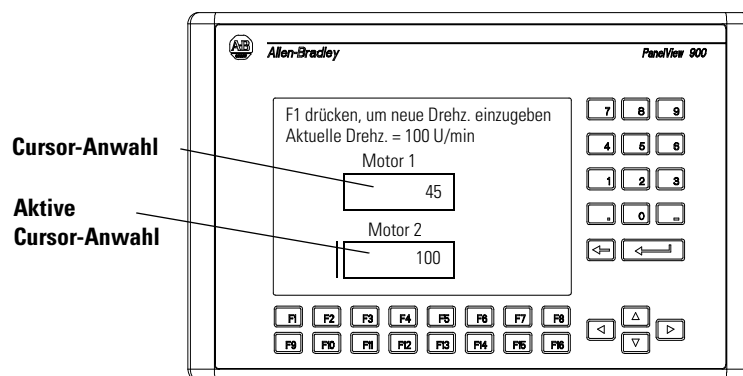 AB
Allen-Bradley
PanelView 900
F1 drücken, um neue Drehz. einzugeben
Aktuelle Drehz. = 100 U/min
Cursor-Anwahl
Motor 1
45
Aktive
Cursor-Anwahl
Motor 2
100
7 8 9
4 5 6
1 2 3
. 0 -
F1 F2 F3 F4 F5 F6 F7 F8
F9 F10 F11 F12 F13 F14 F15 F16